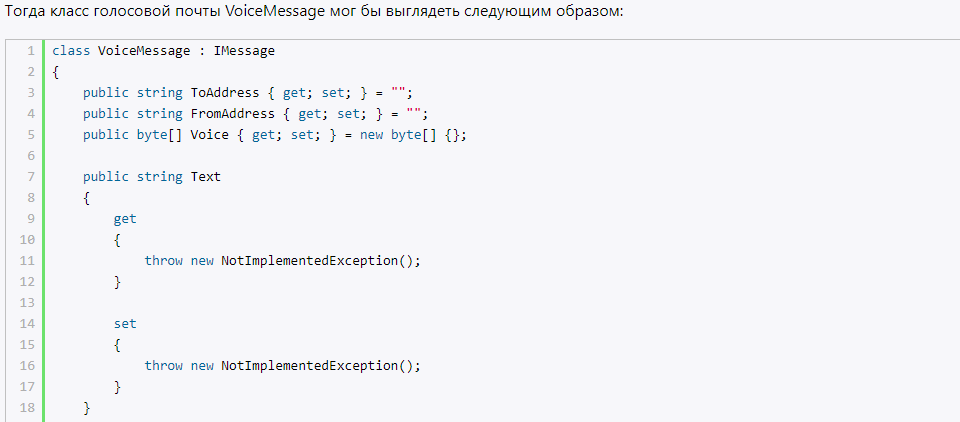 Тогда класс голосовой почты VoiceMessage мог бы выглядеть следующим образом:
1 class VoiceMessage : IMessage
2 {
3     public string ToAddress { get; set; } = "";
4     public string FromAddress { get; set; } = "";
5     public byte[] Voice { get; set; } = new byte[] {};
6
7     public string Text
8     {
9         get
10         {
11             throw new NotImplementedException();
12         }
13
14         set
15         {
16             throw new NotImplementedException();
17         }
18     }